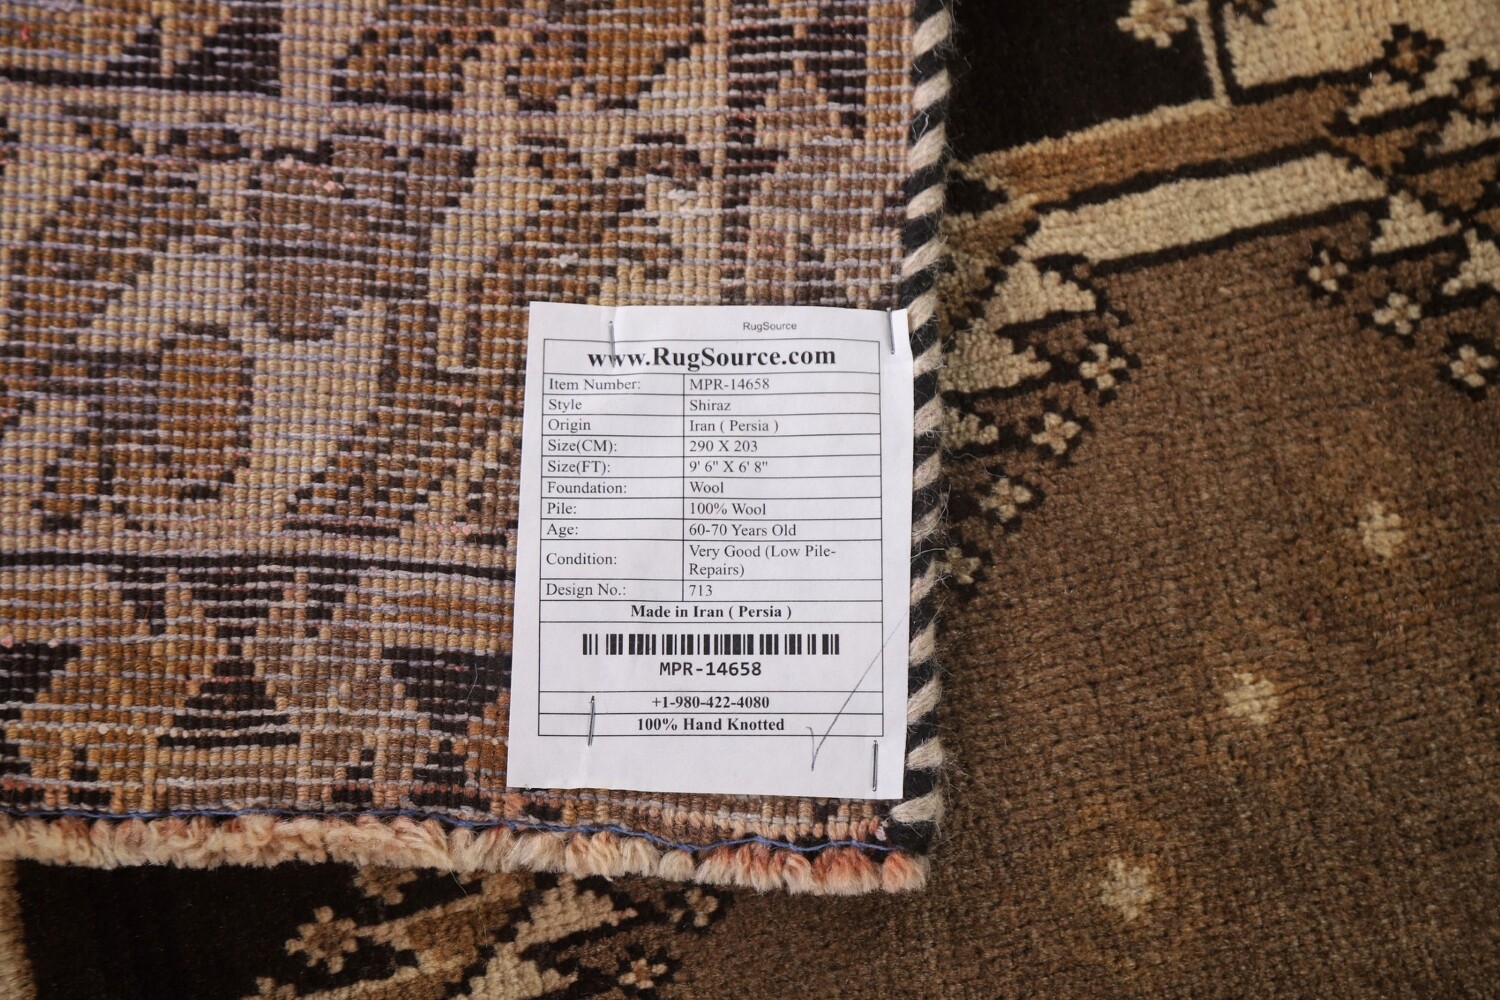 RugSource
www.RugSource.com
Item Number: MPR-14658
Style Shiraz
Origin Iran ( Persia )
Size(CM): 290 X 203
Size(FT): 9' 6" X 6' 8"
Foundation: Wool
Pile: 100% Wool
Age: 60-70 Years Old
Condition: Very Good (Low Pile-
Repairs)
Design No.: 713
Made in Iran ( Persia )
MPR-14658
+1-980-422-4080
100% Hand Knotted